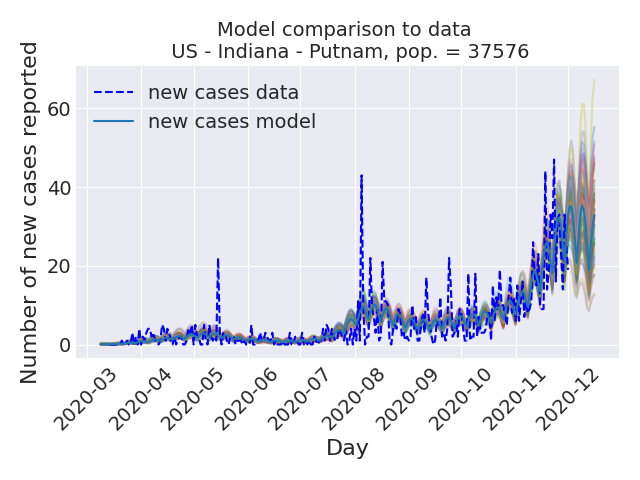 Model comparison to data
US - Indiana - Putnam, pop. = 37576
Number of new cases reported
60
40
20
0
new cases data
new cases model
2020-03
2020-04
2020-05
2020-06
2020-07
2020-08
2020-09
2020-10
2020-11
2020-12
Day